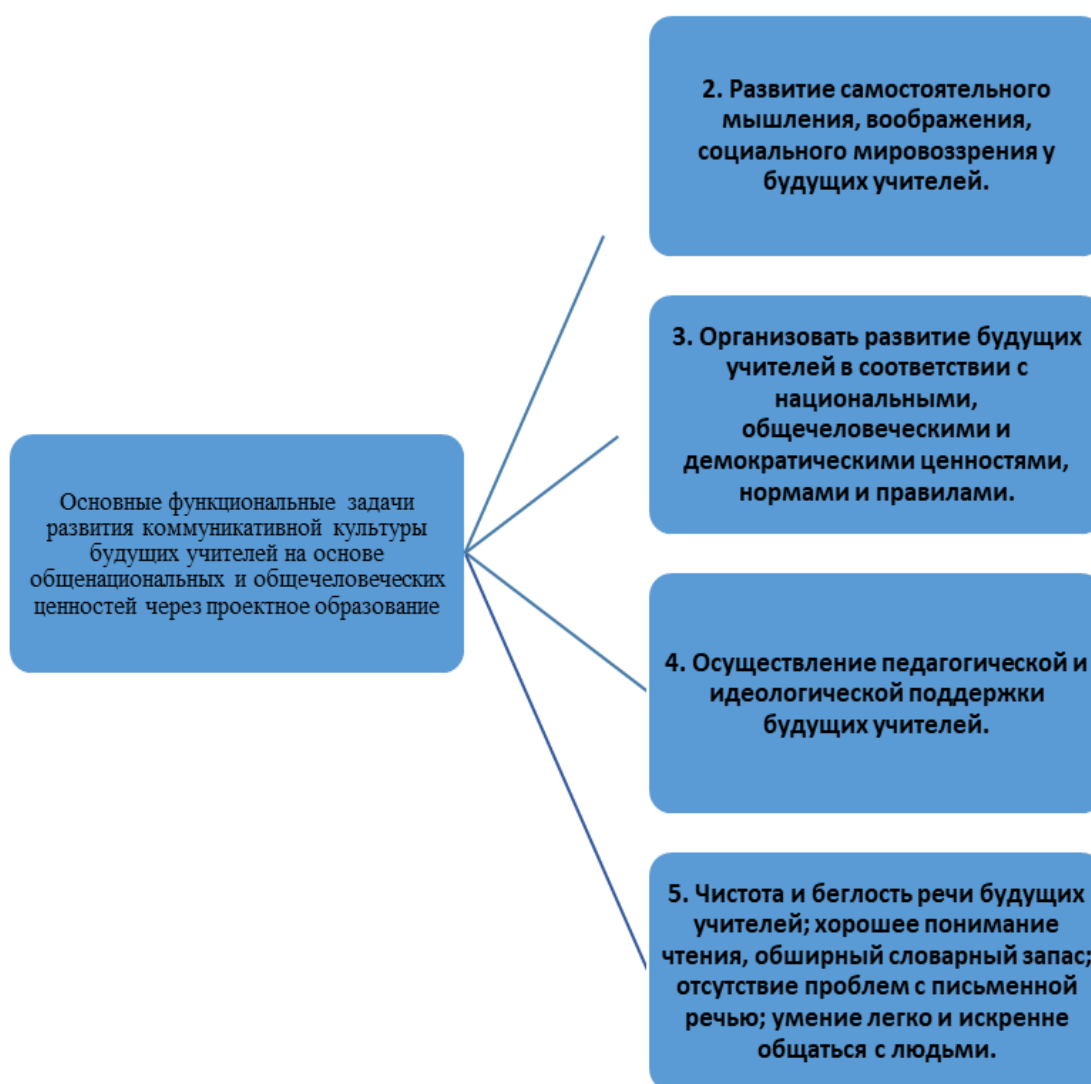 Основные функциональные задачи
развития коммуникативной культуры
будущих учителей на основе
общенациональных и общечеловеческих
ценностей через проектное образование
2. Развитие самостоятельного
мышления, воображения,
социального мировоззрения у
будущих учителей.
3. Организовать развитие будущих
учителей в соответствии с
национальными,
общечеловеческими и
демократическими ценностями,
нормами и правилами.
4. Осуществление педагогической и
идеологической поддержки
будущих учителей.
5. Чистота и беглость речи будущих
учителей; хорошее понимание
чтения, обширный словарный запас;
отсутствие проблем с письменной
речью; умение легко и искренне
общаться с людьми.